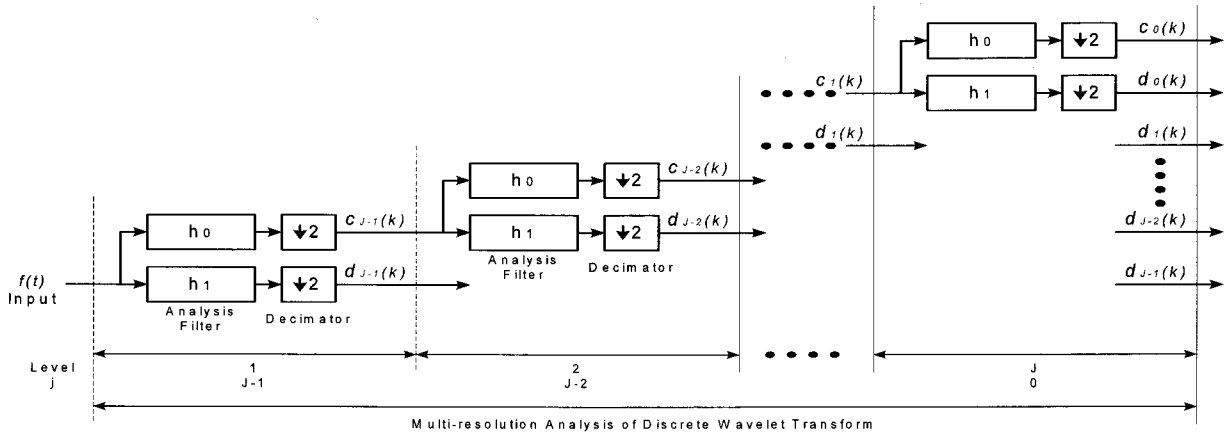 h0
↓2
c0(k)
c1(k)
h1
↓2
d0(k)
d1(k)
d1(k)
h0
↓2
cJ-2(k)
h0
↓2
cJ-1(k)
h1
↓2
dJ-2(k)
dJ-2(k)
Analysis
Filter
Decimator
f(t)
Input
h1
↓2
dJ-1(k)
dJ-1(k)
Analysis
Filter
Decimator
Level
j
1
J-1
2
J-2
J
0
Multi-resolution Analysis of Discrete Wavelet Transform